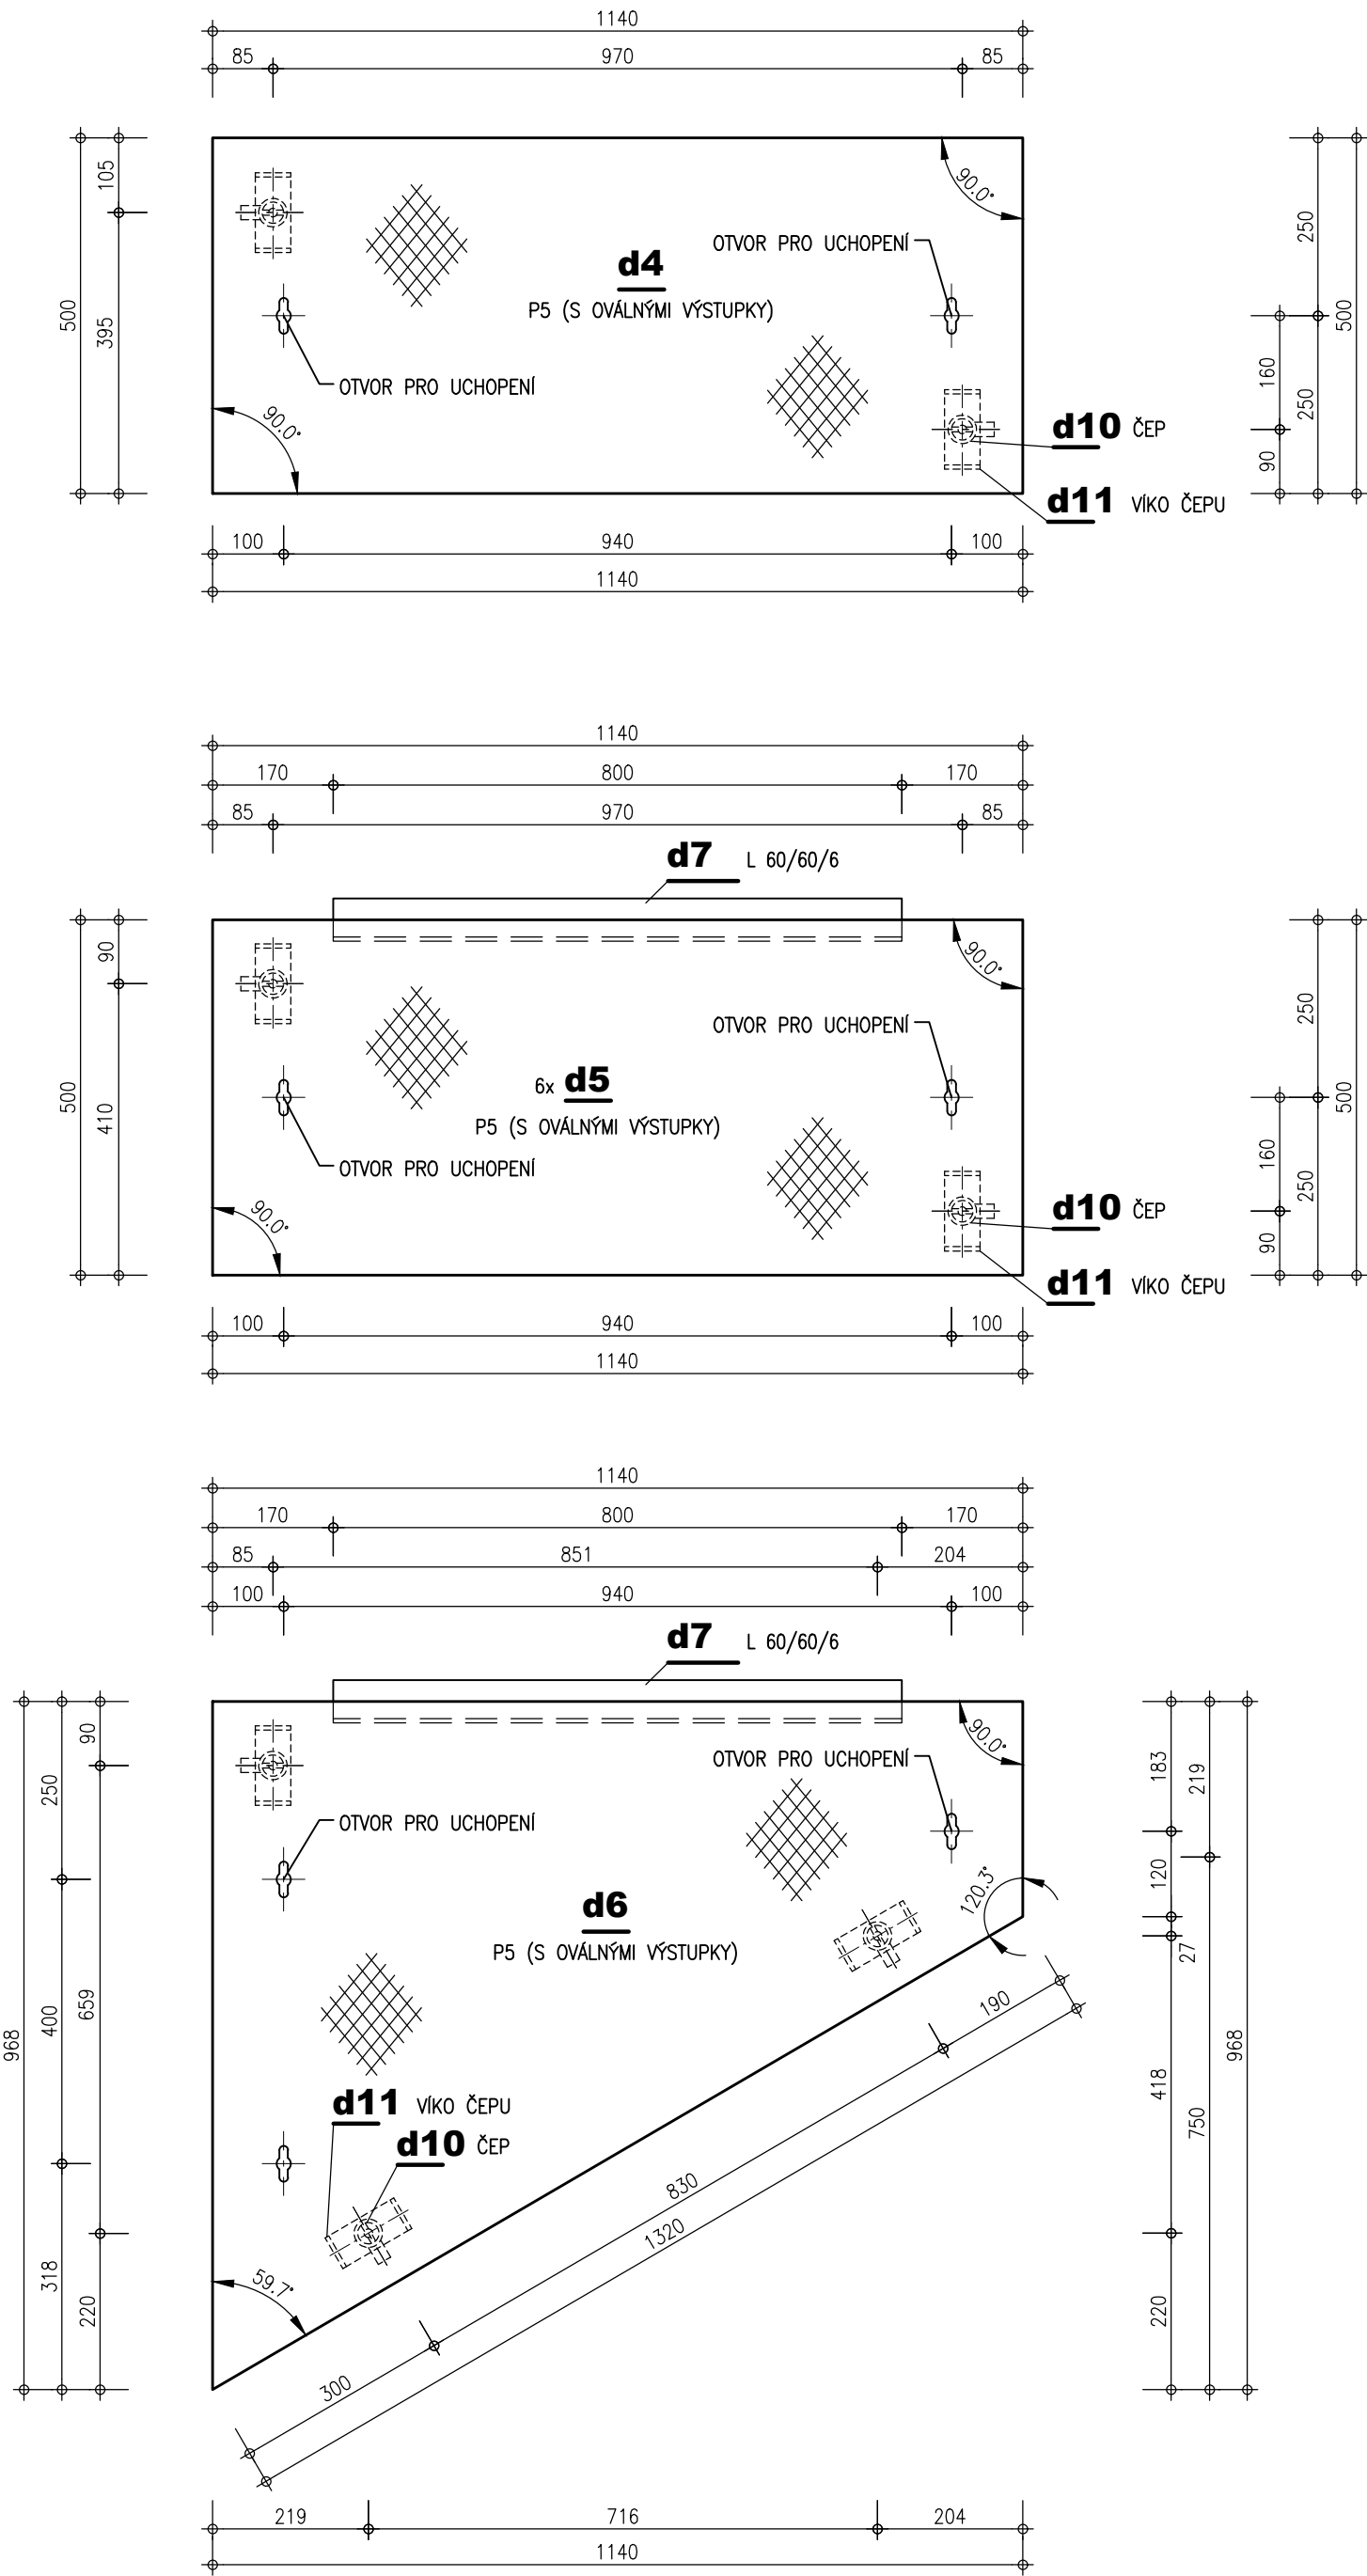 1140
85 970 85
105
395
500
90.0°
OTVOR PRO UCHOPENÍ
d4
P5 (S OVÁLNÝMI VÝSTUPKY)
OTVOR PRO UCHOPENÍ
90.0°
d10 ČEP
d11 VÍKO ČEPU
250
250
160
90
500
100 940 100
1140
1140
170 800 170
85 970 85
d7 L 60/60/6
90
410
500
90.0°
OTVOR PRO UCHOPENÍ
6x d5
P5 (S OVÁLNÝMI VÝSTUPKY)
OTVOR PRO UCHOPENÍ
90.0°
d10 ČEP
d11 VÍKO ČEPU
250
250
160
90
500
100 940 100
1140
1140
170 800 170
85 851 204
100 940 100
d7 L 60/60/6
90
250
400
659
968
318
220
90.0°
OTVOR PRO UCHOPENÍ
OTVOR PRO UCHOPENÍ
120.3°
d6
P5 (S OVÁLNÝMI VÝSTUPKY)
d11 VÍKO ČEPU
d10 ČEP
59.7°
190
830
1320
300
183
219
120
27
418
750
968
220
219 716 204
1140